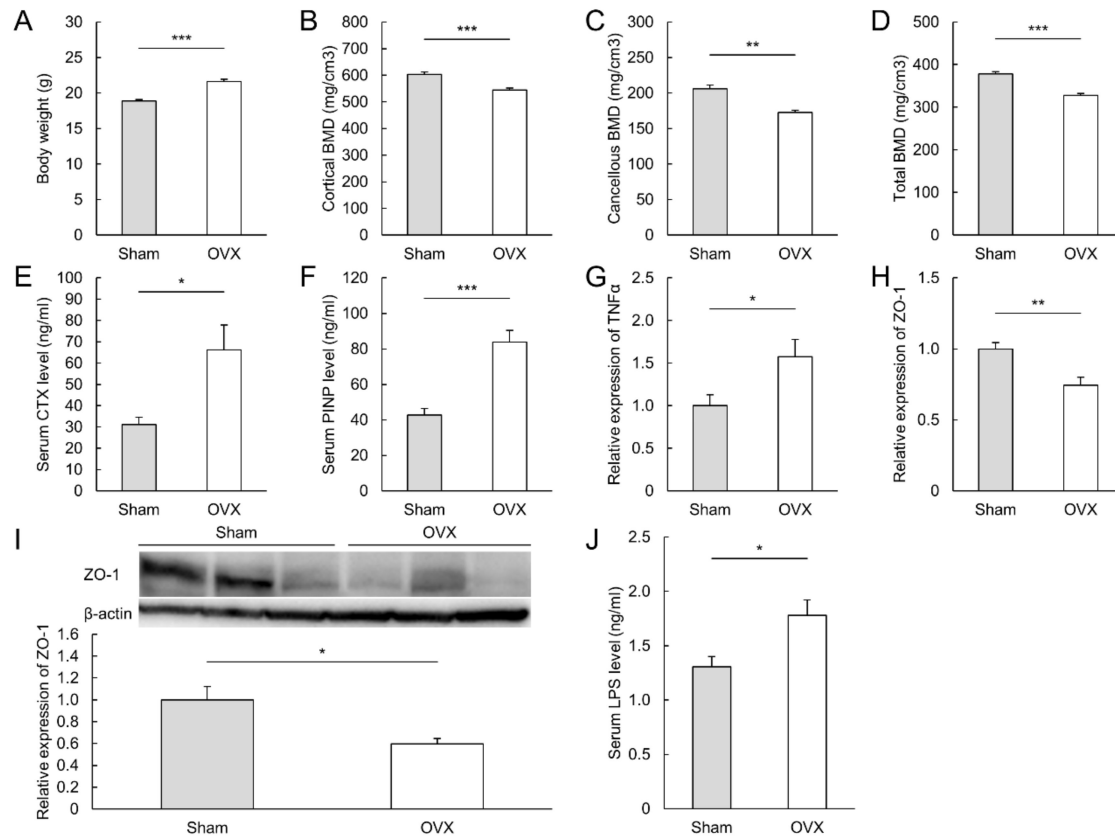 A
B
C
D
***
***
**
***
Body weight (g)
30
25
20
15
10
5
0
Sham
OVX
Cortical BMD (mg/cm3)
800
700
600
500
400
300
200
100
0
Sham
OVX
Cancellous BMD (mg/cm3)
300
250
200
150
100
50
0
Sham
OVX
Total BMD (mg/cm3)
500
400
300
200
100
0
Sham
OVX
E
F
G
H
*
***
*
**
Serum CTX level (ng/ml)
100
90
80
70
60
50
40
30
20
10
0
Sham
OVX
Serum PINP level (ng/ml)
120
100
80
60
40
20
0
Sham
OVX
Relative expression of TNFα
2.5
2.0
1.5
1.0
0.5
0.0
Sham
OVX
Relative expression of ZO-1
1.5
1.0
0.5
0.0
Sham
OVX
I
Sham
OVX
ZO-1
β-actin
Relative expression of ZO-1
1.6
1.4
1.2
1.0
0.8
0.6
0.4
0.2
0
*
Sham
OVX
J
*
Serum LPS level (ng/ml)
2.5
2.0
1.5
1.0
0.5
0.0
Sham
OVX